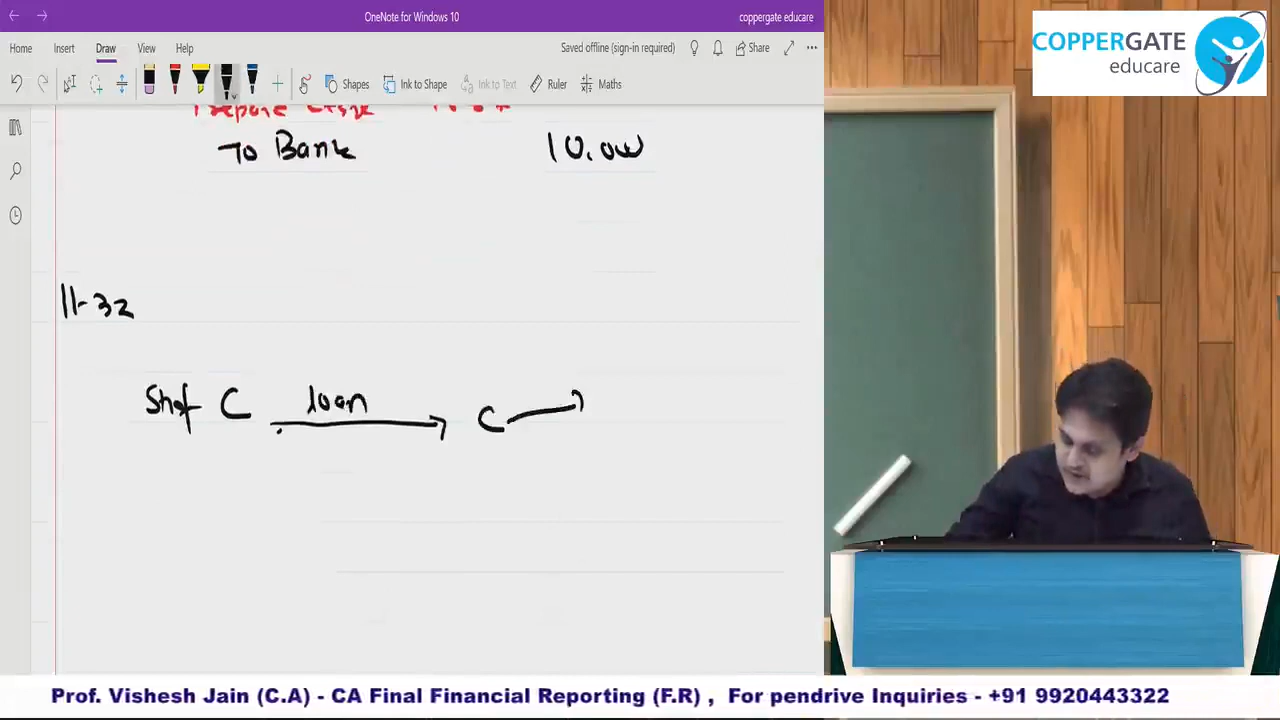 OneNote for Windows 10
coppergate educare
Home Insert Draw View Help
Saved offline (sign-in required)
Share
Shapes
Ink to Shape
Ink to Text
Ruler
Maths
COPPERGATE
educare
To Bank 10.00
11-32
Shof C loan C
Prof. Vishesh Jain (C.A) - CA Final Financial Reporting (F.R) , For pendrive Inquiries - +91 9920443322